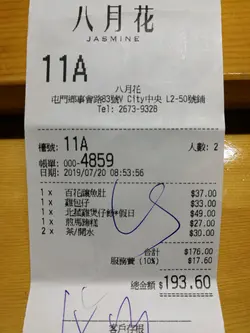 八月花
JASMINE
11A
八月花
屯門鄉事會路83號V City中央 L2-50號舖
Tel: 2673-9328
檯號: 11A 人數: 2
帳單: 000-4859
日期: 2019/07/20 08:53:56
1 x 百花釀魚肚 $37.00
1 x 雞包仔 $33.00
1 x 北菇雞煲仔飯*假日 $49.00
1 x 煎馬蹄糕 $27.00
2 x 茶/開水 $30.00
合計: $176.00
服務費 (10%) $17.60
總金額 $193.60
客戶存根